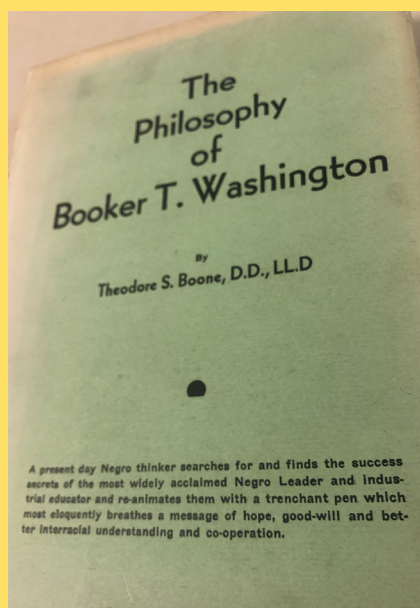 The
Philosophy
of
Booker T. Washington
By
Theodore S. Boone, D.D., LL.D
A present day Negro thinker searches for and finds the success
secrets of the most widely acclaimed Negro Leader and indus-
trial educator and re-animates them with a trenchant pen which
most eloquently breathes a message of hope, good-will and bet-
ter interracial understanding and co-operation.